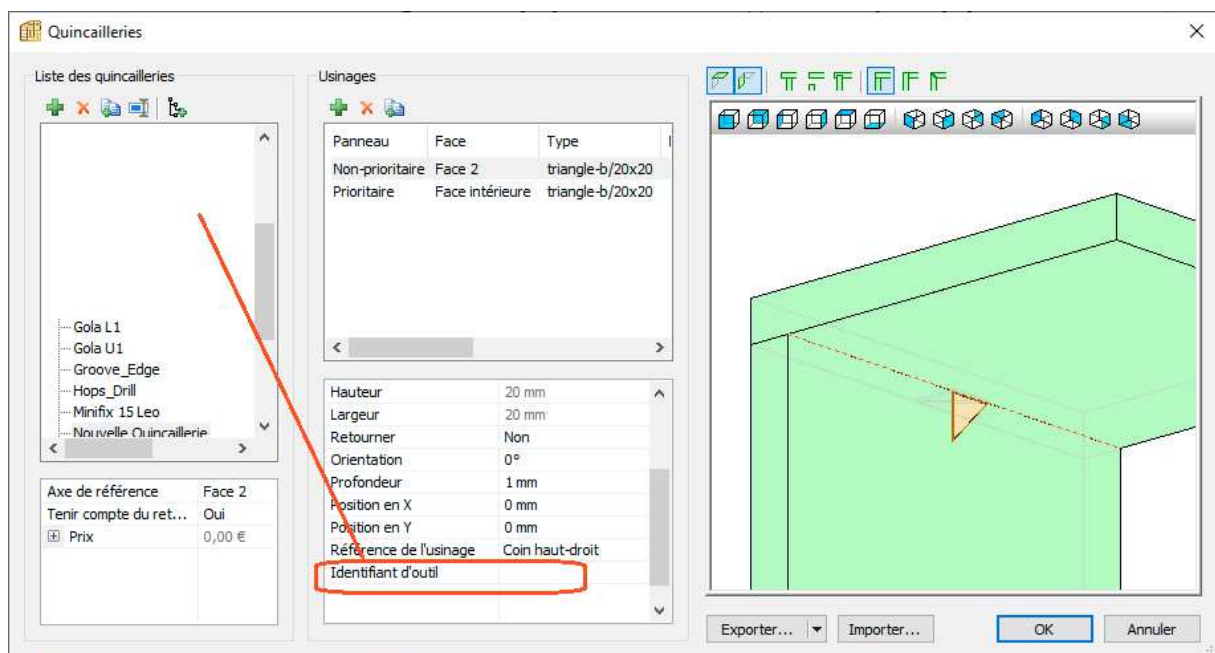 Quincailleries
Liste des quincailleries
Gola L1
Gola U1
Groove_Edge
Hops_Drill
Minifix 15 Leo
Nouvelle Quincaillerie
Axe de référence Face 2
Tenir compte du ret... Oui
Prix 0,00 €
Usinages
Panneau Face Type
Non-prioritaire Face 2 triangle-b/20x20
Prioritaire Face intérieure triangle-b/20x20
Hauteur 20 mm
Largeur 20 mm
Retourner Non
Orientation 0°
Profondeur 1 mm
Position en X 0 mm
Position en Y 0 mm
Référence de l'usinage Coin haut-droit
Identifiant d'outil
Exporter... Importer... OK Annuler